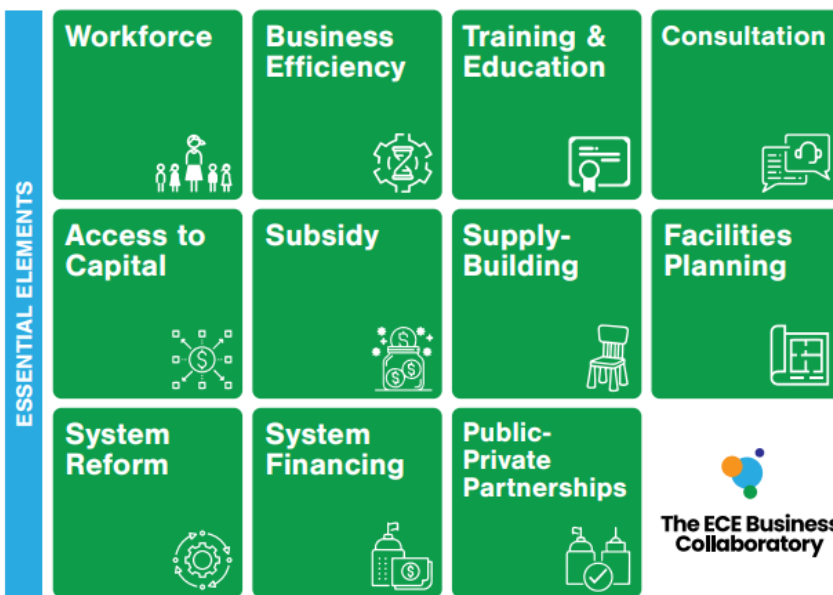 ESSENTIAL ELEMENTS
Workforce
Business
Efficiency
Training &
Education
Consultation
Access to
Capital
Subsidy
Supply-
Building
Facilities
Planning
System
Reform
System
Financing
Public-
Private
Partnerships
The ECE Business
Collaboratory